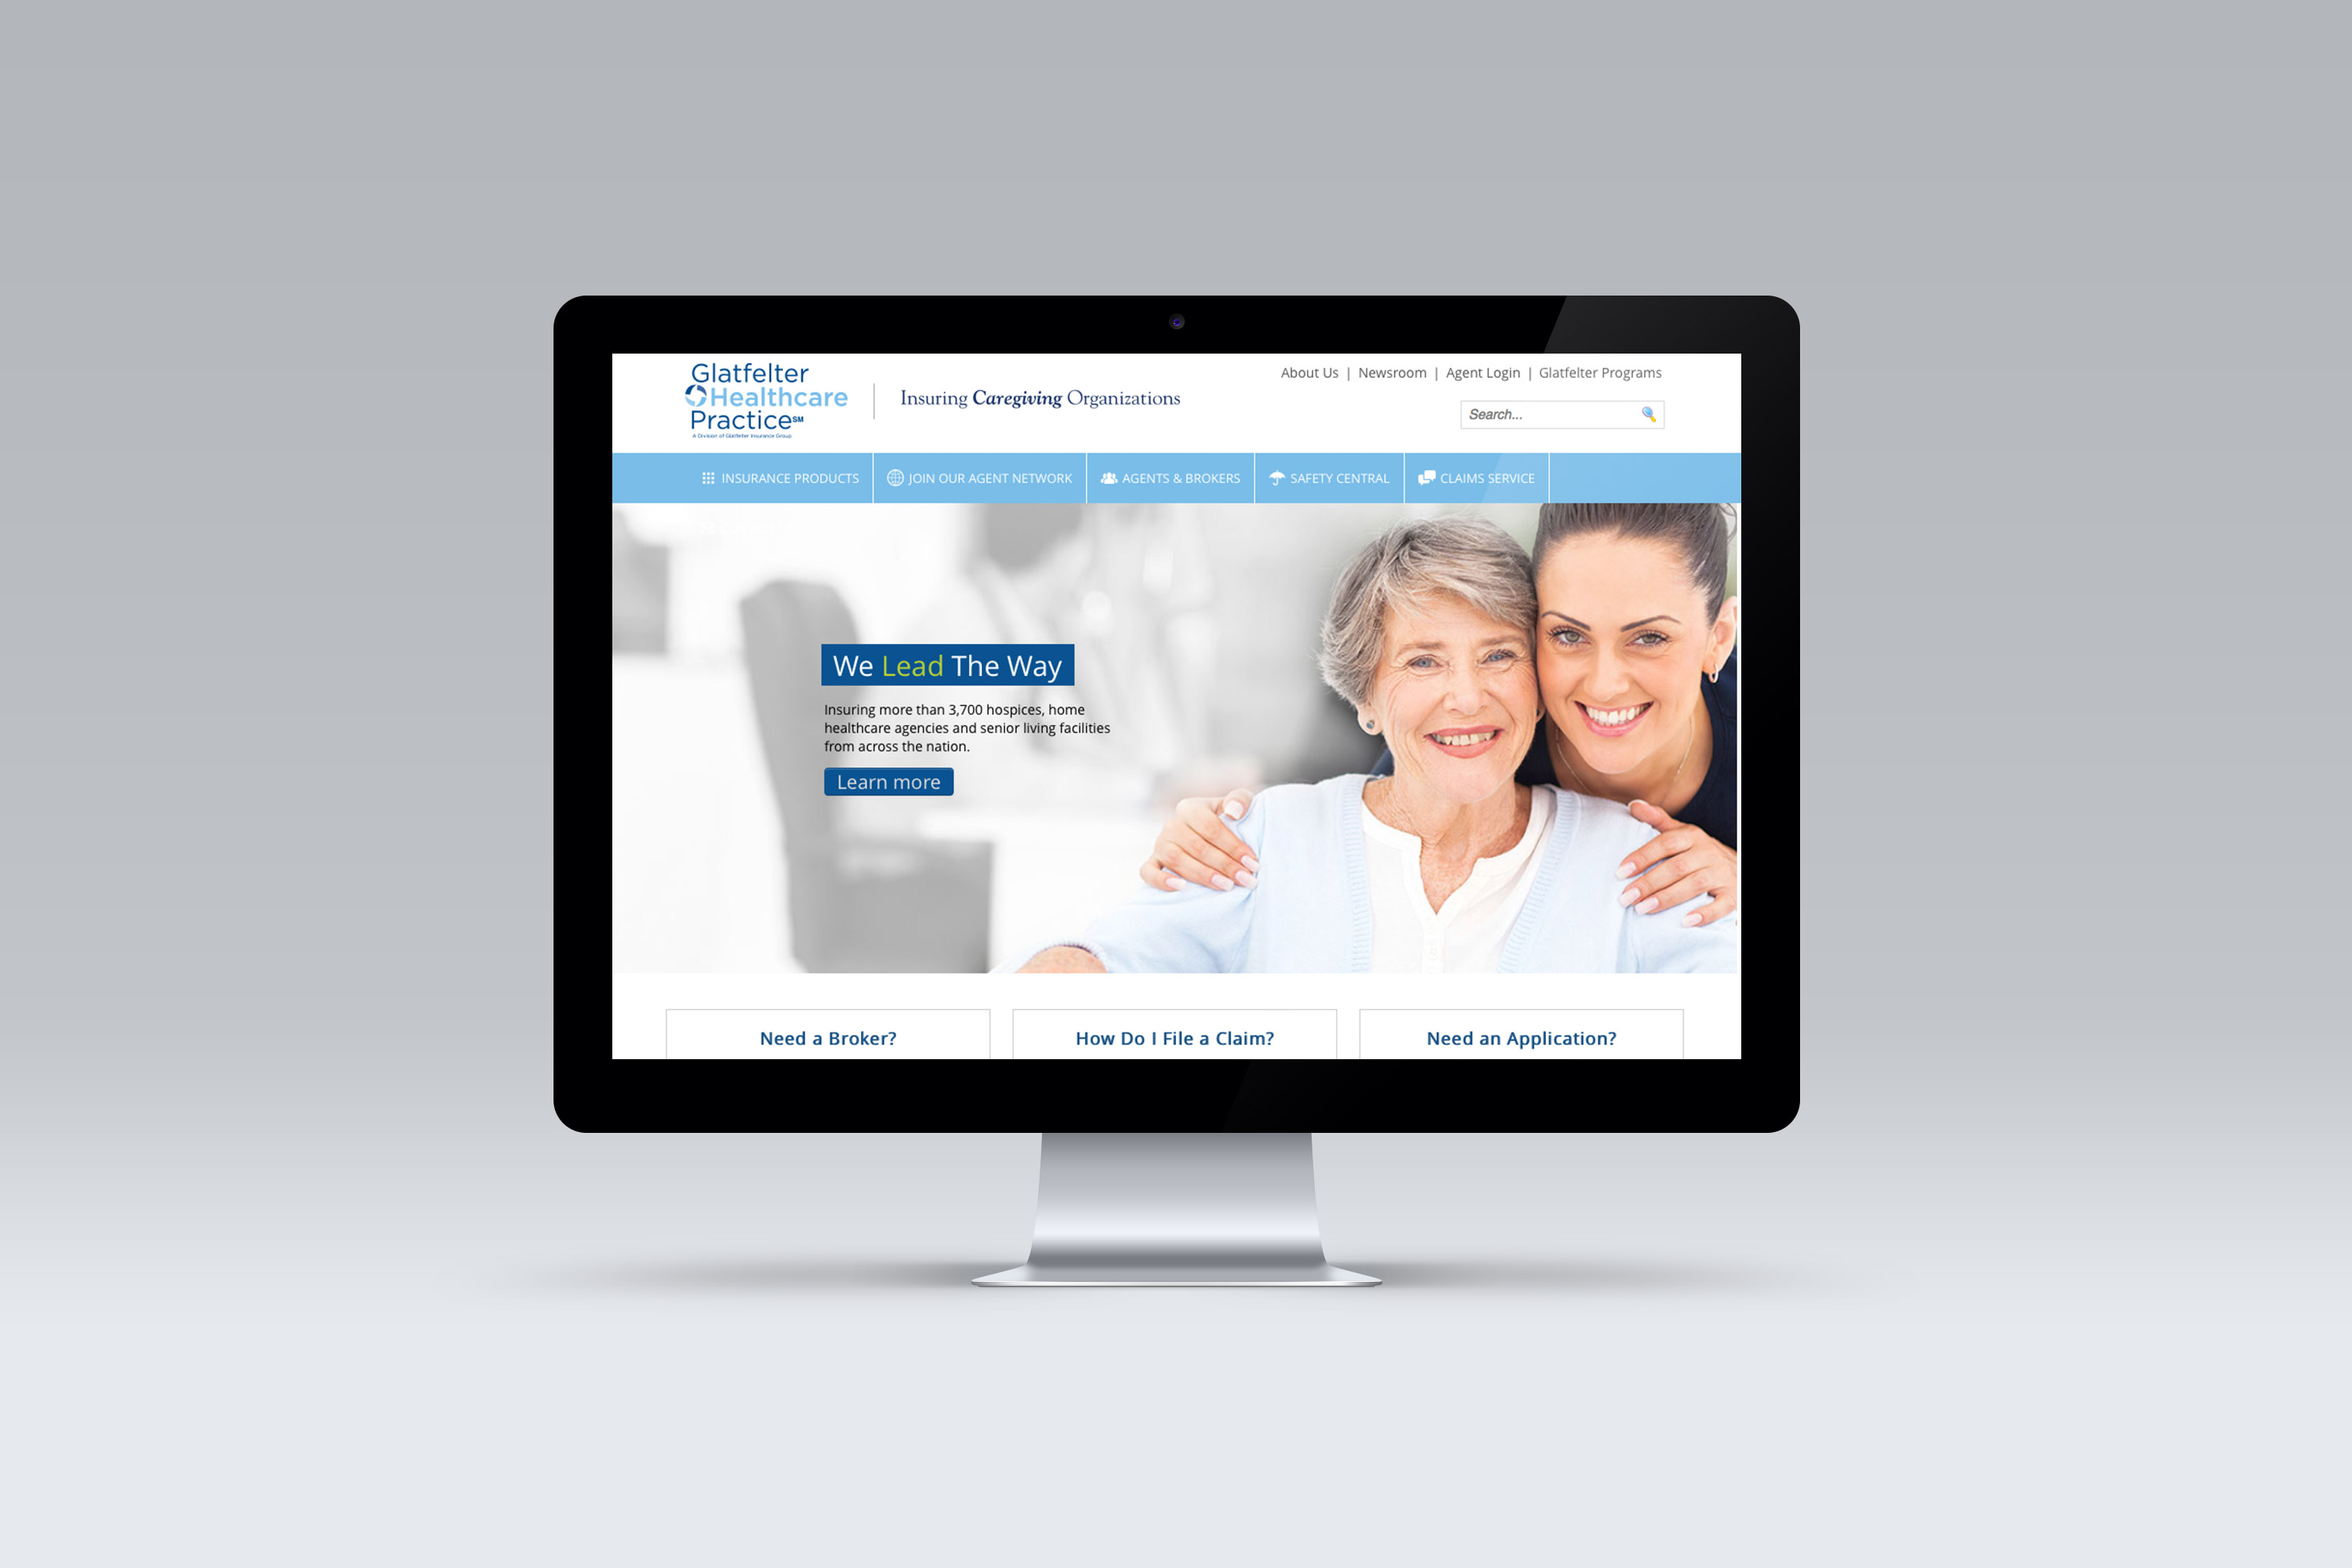 Glatfelter
Healthcare
Practice℠
A Division of Glatfelter Insurance Group
Insuring Caregiving Organizations
About Us | Newsroom | Agent Login | Glatfelter Programs
Search...
INSURANCE PRODUCTS
JOIN OUR AGENT NETWORK
AGENTS & BROKERS
SAFETY CENTRAL
CLAIMS SERVICE
We Lead The Way
Insuring more than 3,700 hospices, home
healthcare agencies and senior living facilities
from across the nation.
Learn more
Need a Broker?
How Do I File a Claim?
Need an Application?